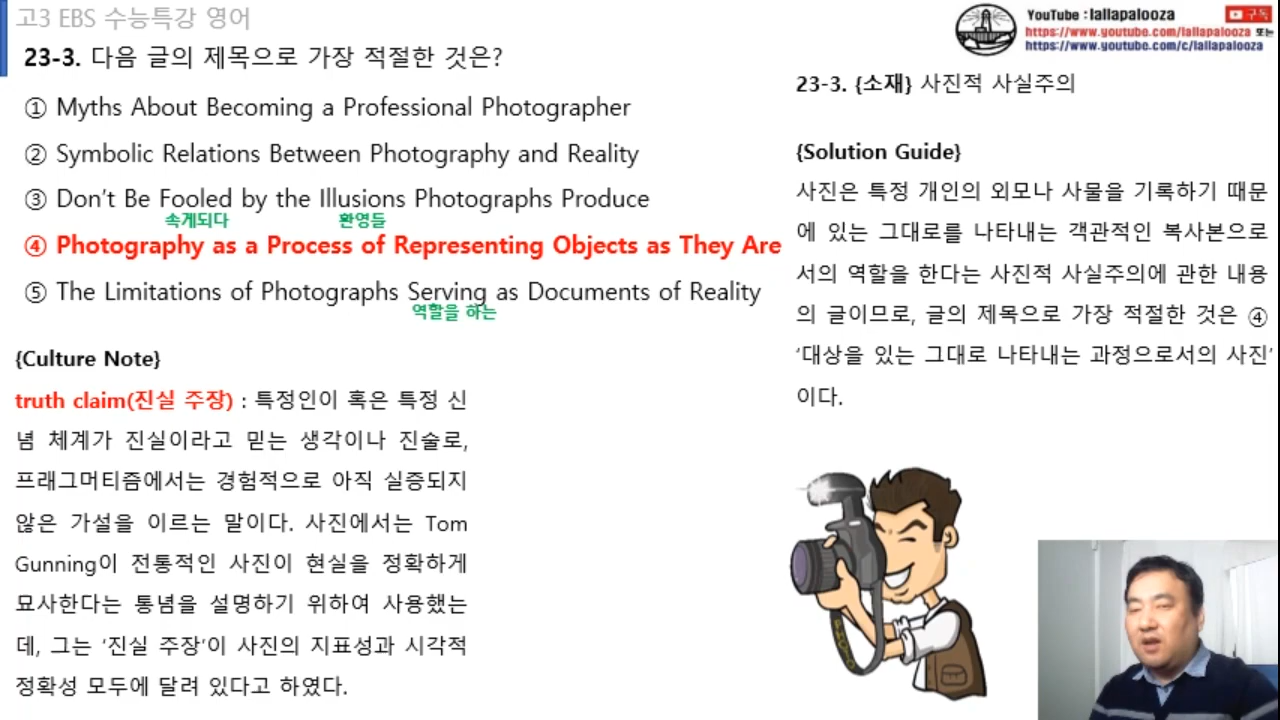 고3 EBS 수능특강 영어
YouTube : lallapalooza
구독
https://www.youtube.com/lallapalooza 또는
https://www.youtube.com/c/lallapalooza
23-3. 다음 글의 제목으로 가장 적절한 것은?
① Myths About Becoming a Professional Photographer
② Symbolic Relations Between Photography and Reality
③ Don't Be Fooled by the Illusions Photographs Produce
속게되다 환영들
④ Photography as a Process of Representing Objects as They Are
⑤ The Limitations of Photographs Serving as Documents of Reality
역할을 하는
{Culture Note}
truth claim(진실 주장) : 특정인이 혹은 특정 신
념 체계가 진실이라고 믿는 생각이나 진술로,
프래그머티즘에서는 경험적으로 아직 실증되지
않은 가설을 이르는 말이다. 사진에서는 Tom
Gunning이 전통적인 사진이 현실을 정확하게
묘사한다는 통념을 설명하기 위하여 사용했는
데, 그는 '진실 주장'이 사진의 지표성과 시각적
정확성 모두에 달려 있다고 하였다.
23-3. {소재} 사진적 사실주의
{Solution Guide}
사진은 특정 개인의 외모나 사물을 기록하기 때문
에 있는 그대로를 나타내는 객관적인 복사본으로
서의 역할을 한다는 사진적 사실주의에 관한 내용
의 글이므로, 글의 제목으로 가장 적절한 것은 ④
'대상을 있는 그대로 나타내는 과정으로서의 사진'
이다.
PHOTO